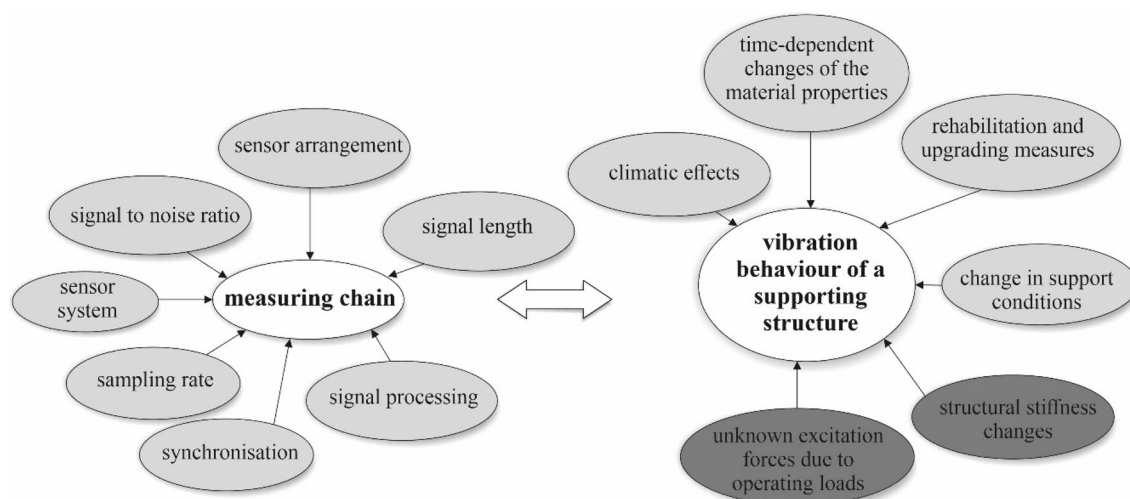 sensor arrangement
signal to noise ratio
signal length
sensor
system
measuring chain
sampling rate
signal processing
synchronisation
time-dependent
changes of the
material properties
rehabilitation and
upgrading measures
climatic effects
vibration
behaviour of a
supporting
structure
change in support
conditions
structural stiffness
changes
unknown excitation
forces due to
operating loads